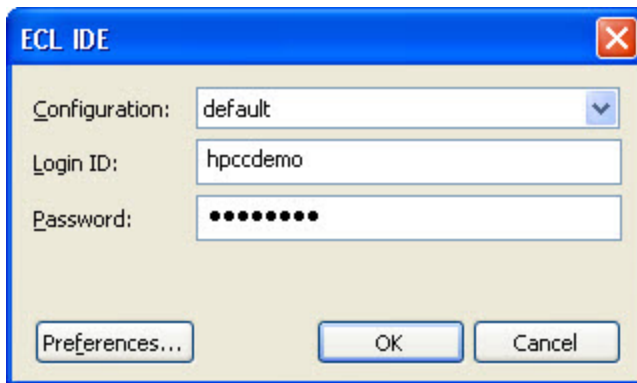 ECL IDE
Configuration: default
Login ID: hpccdemo
Password: ●●●●●●●●
Preferences... OK Cancel